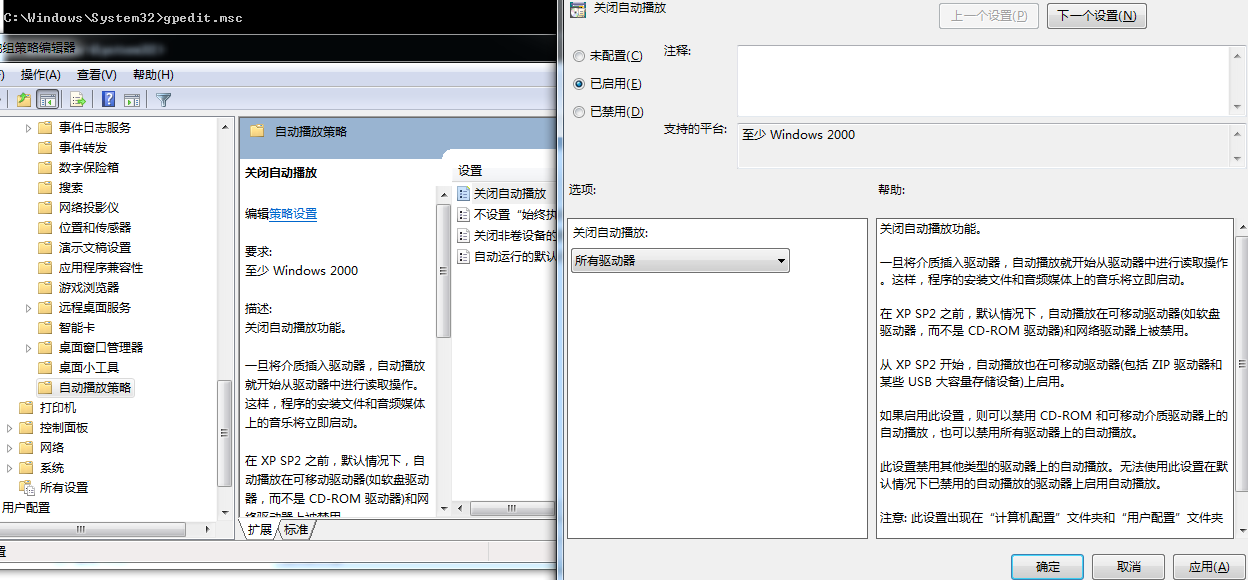 C:\Windows\System32>gpedit.msc
组策略编辑器
操作(A) 查看(V) 帮助(H)
事件日志服务
事件转发
数字保险箱
搜索
网络投影仪
位置和传感器
演示文稿设置
应用程序兼容性
游戏浏览器
远程桌面服务
智能卡
桌面窗口管理器
桌面小工具
自动播放策略
打印机
控制面板
网络
系统
所有设置
用户配置
自动播放策略
关闭自动播放
编辑策略设置
要求:
至少 Windows 2000
描述:
关闭自动播放功能。
一旦将介质插入驱动器，自动播放
就开始从驱动器中进行读取操作。
这样，程序的安装文件和音频媒体
上的音乐将立即启动。
在 XP SP2 之前，默认情况下，自
动播放在可移动驱动器(如软盘驱动
器，而不是 CD-ROM 驱动器)和网
络驱动器上被禁用
设置
关闭自动播放
不设置“始终执
关闭非卷设备的
自动运行的默认
扩展 标准
置
关闭自动播放
上一个设置(P) 下一个设置(N)
未配置(C)
已启用(E)
已禁用(D)
注释:
支持的平台:
至少 Windows 2000
选项:
帮助:
关闭自动播放:
所有驱动器
关闭自动播放功能。
一旦将介质插入驱动器，自动播放就开始从驱动器中进行读取操作
。这样，程序的安装文件和音频媒体上的音乐将立即启动。
在 XP SP2 之前，默认情况下，自动播放在可移动驱动器(如软盘
驱动器，而不是 CD-ROM 驱动器)和网络驱动器上被禁用。
从 XP SP2 开始，自动播放也在可移动驱动器(包括 ZIP 驱动器和
某些 USB 大容量存储设备)上启用。
如果启用此设置，则可以禁用 CD-ROM 和可移动介质驱动器上的
自动播放，也可以禁用所有驱动器上的自动播放。
此设置禁用其他类型的驱动器上的自动播放。无法使用此设置在默
认情况下已禁用的自动播放的驱动器上启用自动播放。
注意: 此设置出现在“计算机配置”文件夹和“用户配置”文件夹
确定 取消 应用(A)